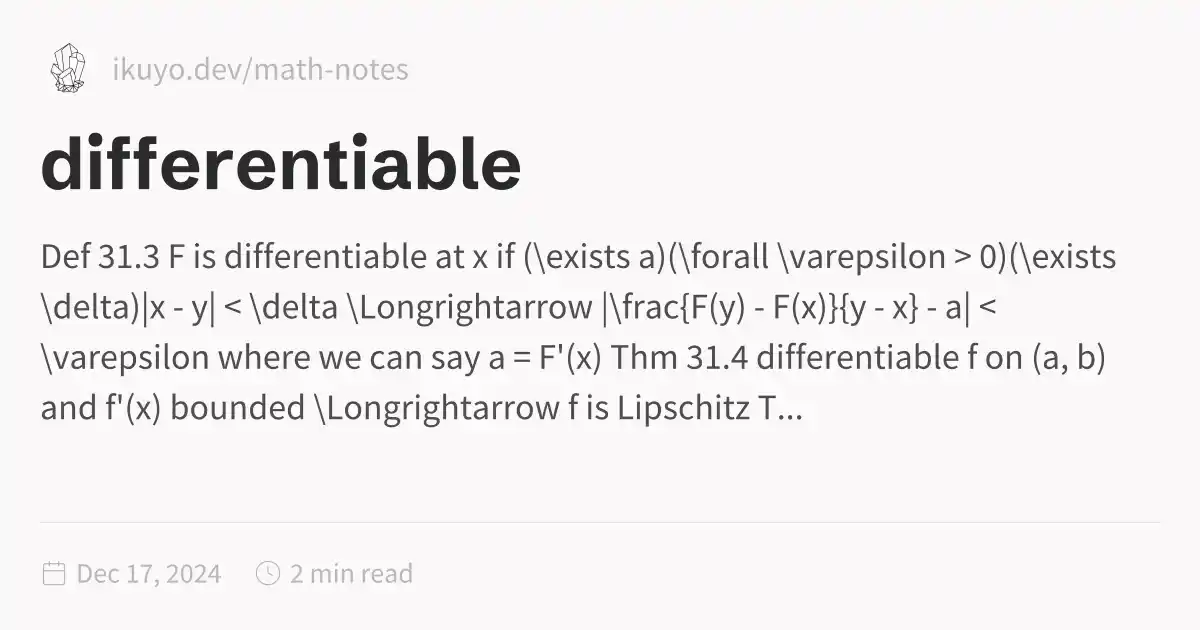 ikuyo.dev/math-notes
differentiable
Def 31.3 F is differentiable at x if (\exists a)(\forall \varepsilon > 0)(\exists
\delta)|x - y| < \delta \Longrightarrow |\frac{F(y) - F(x)}{y - x} - a| <
\varepsilon where we can say a = F'(x) Thm 31.4 differentiable f on (a, b)
and f'(x) bounded \Longrightarrow f is Lipschitz T...
Dec 17, 2024 2 min read